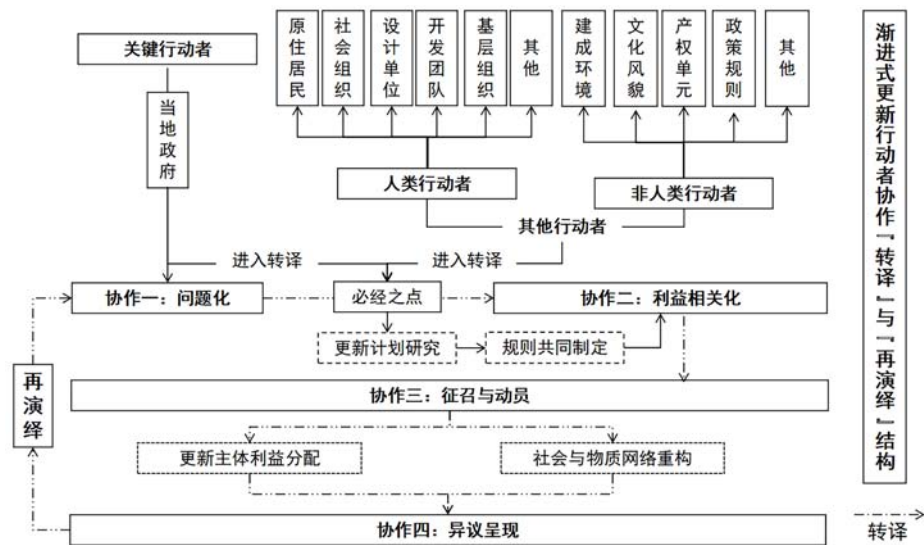 关键行动者
当地政府
原住居民
社会组织
设计单位
开发团队
基层组织
其他
建成环境
文化风貌
产权单元
政策规则
其他
人类行动者
非人类行动者
其他行动者
进入转译
进入转译
协作一：问题化
必经之点
协作二：利益相关化
更新计划研究
规则共同制定
再演绎
协作三：征召与动员
更新主体利益分配
社会与物质网络重构
协作四：异议呈现
渐进式更新行动者协作“转译”与“再演绎”结构
转译